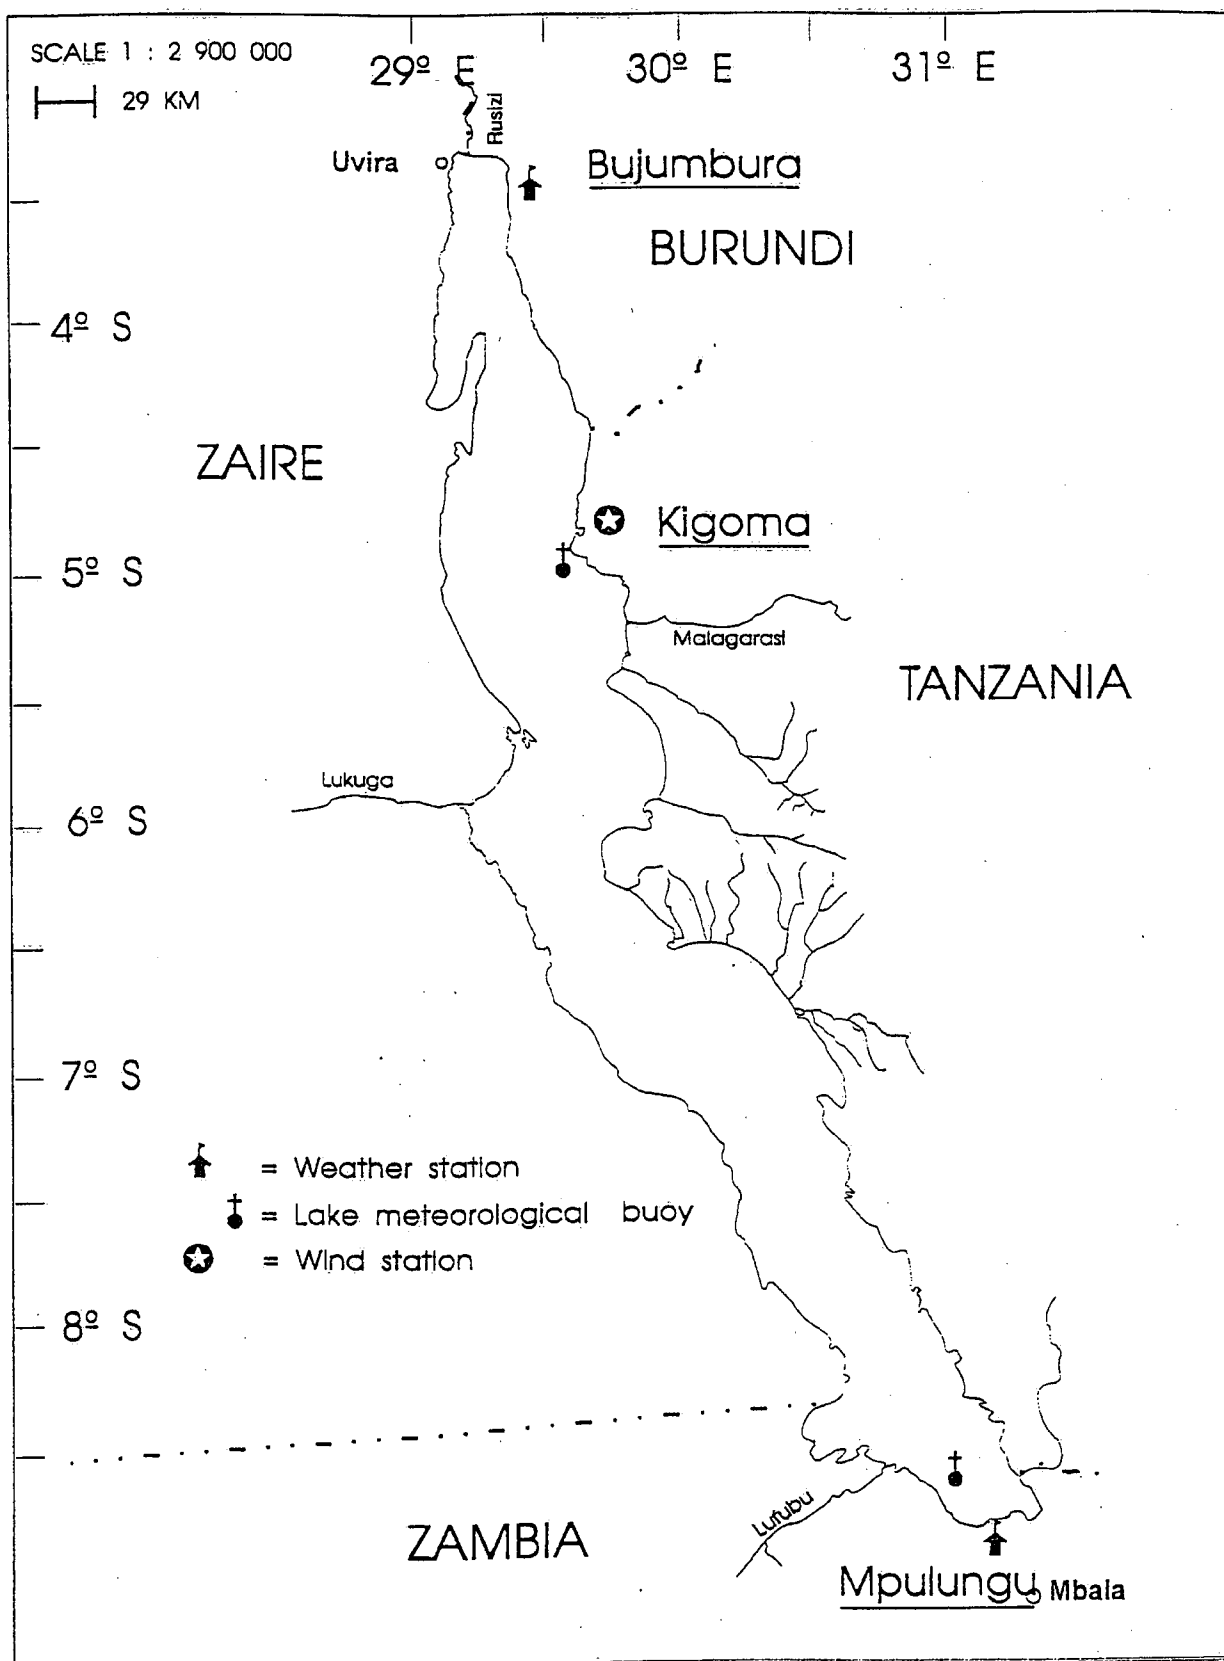 SCALE 1 : 2 900 000
29 KM
29º E
30º E
31º E
Rusizi
Uvira
Bujumbura
BURUNDI
4º S
ZAIRE
Kigoma
5º S
Malagarasi
TANZANIA
Lukuga
6º S
7º S
= Weather station
= Lake meteorological buoy
= Wind station
8º S
Lufubu
ZAMBIA
Mpulungu
Mbala